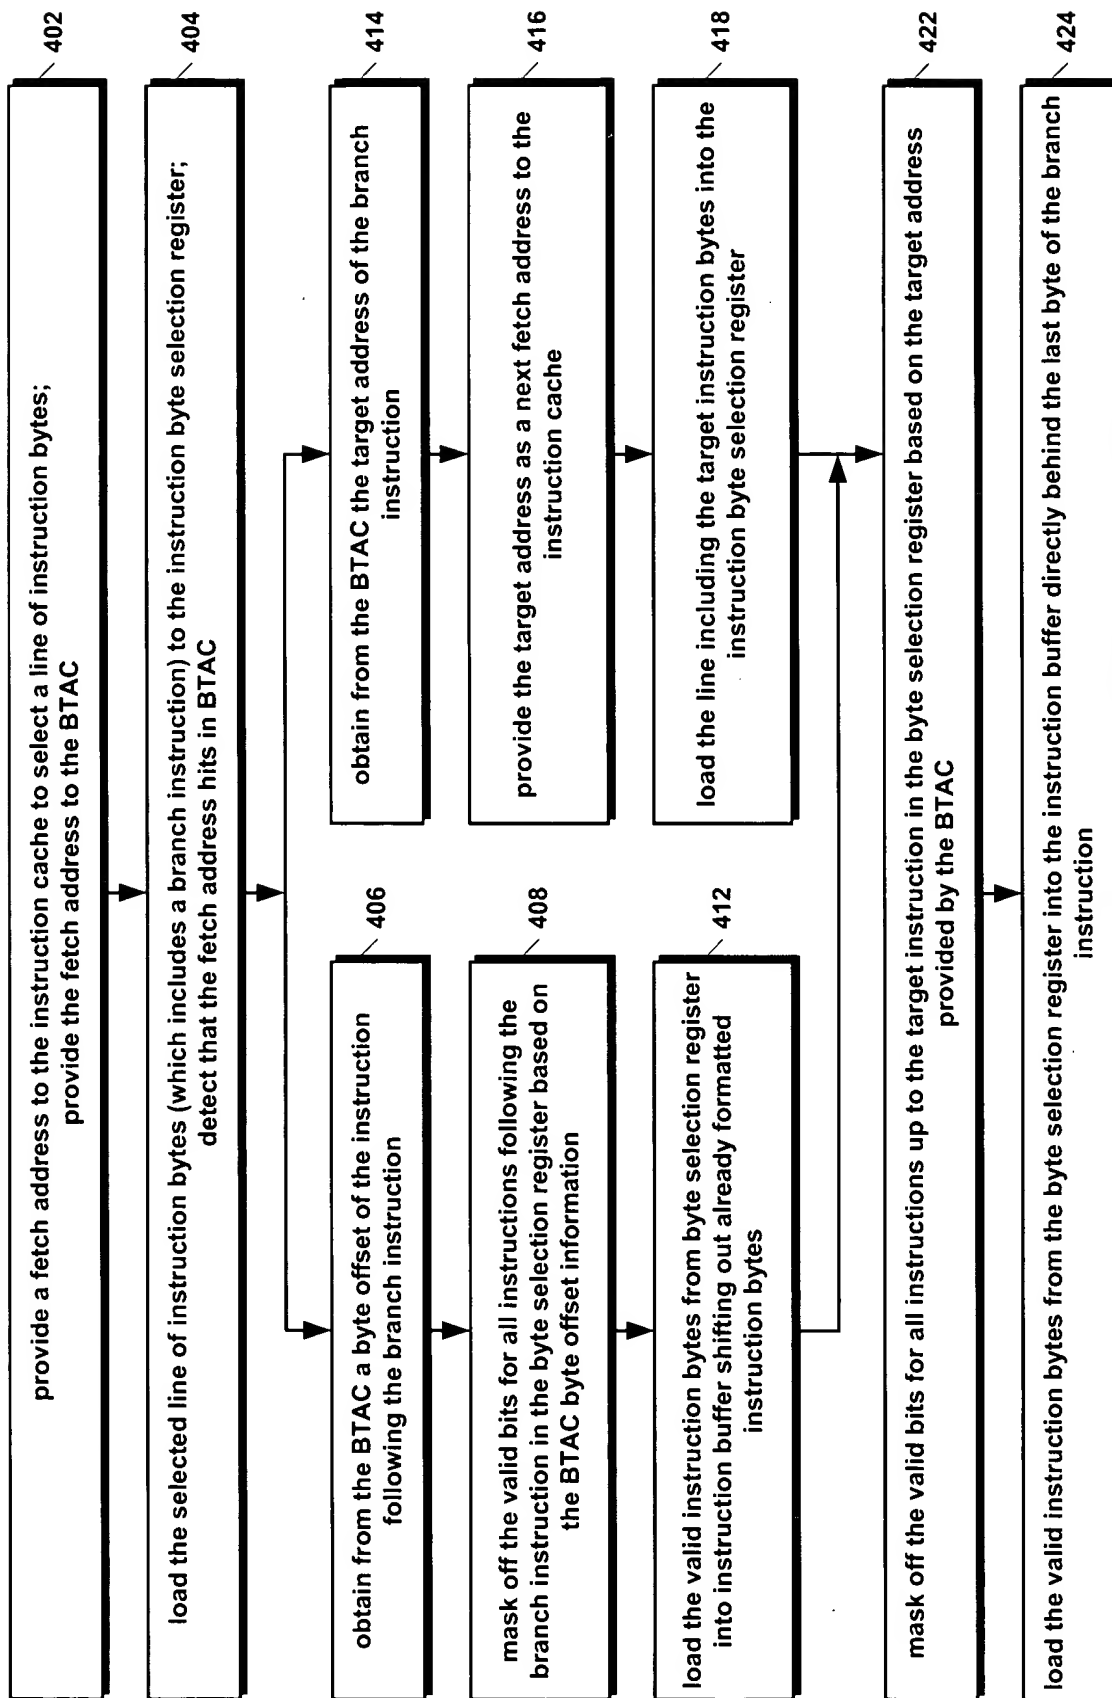 provide a fetch address to the instruction cache to select a line of instruction bytes;
provide the fetch address to the BTAC
402
load the selected line of instruction bytes (which includes a branch instruction) to the instruction byte selection register;
detect that the fetch address hits in BTAC
404
obtain from the BTAC a byte offset of the instruction
following the branch instruction
406
mask off the valid bits for all instructions following the
branch instruction in the byte selection register based on
the BTAC byte offset information
408
load the valid instruction bytes from byte selection register
into instruction buffer shifting out already formatted
instruction bytes
412
obtain from the BTAC the target address of the branch
instruction
414
provide the target address as a next fetch address to the
instruction cache
416
load the line including the target instruction bytes into the
instruction byte selection register
418
mask off the valid bits for all instructions up to the target instruction in the byte selection register based on the target address
provided by the BTAC
422
load the valid instruction bytes from the byte selection register into the instruction buffer directly behind the last byte of the branch
instruction
424